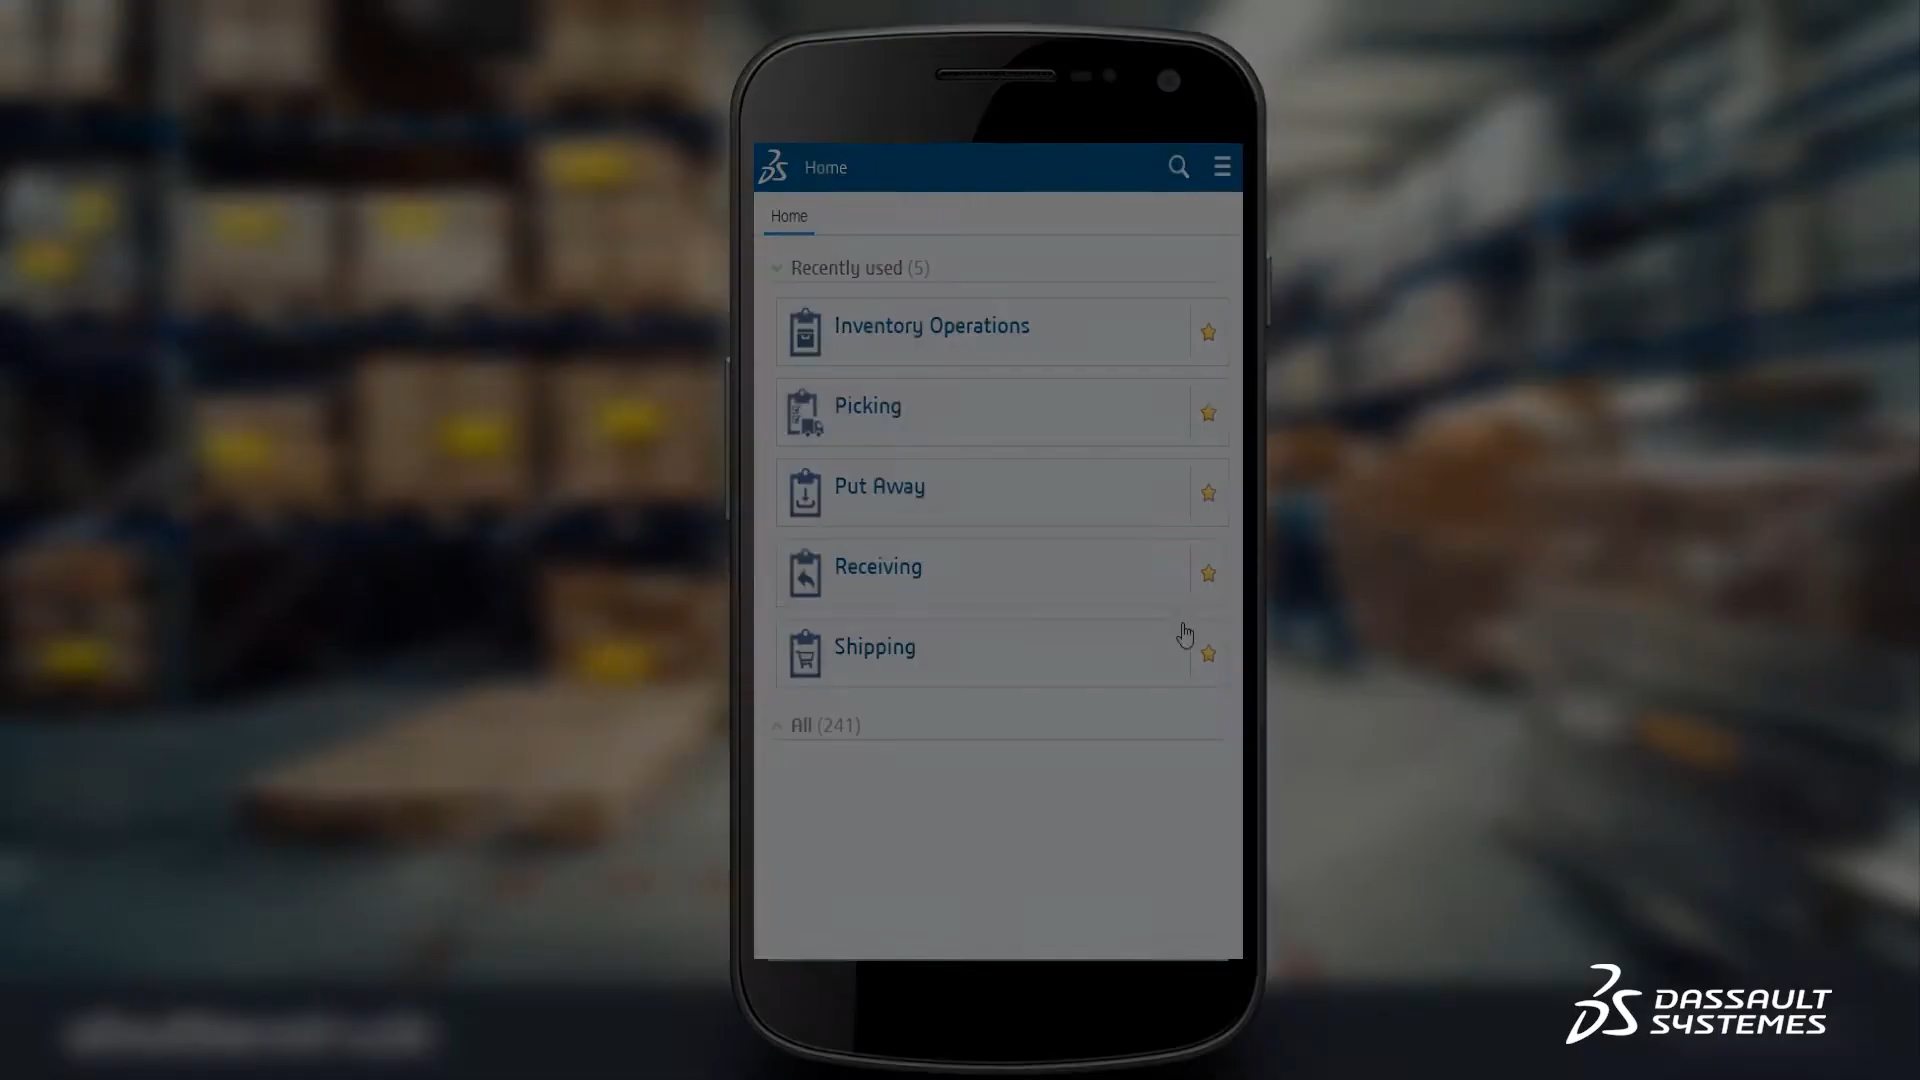 Home
Home
Recently used (5)
Inventory Operations
Picking
Put Away
Receiving
Shipping
All (241)
DASSAULT
SYSTEMES